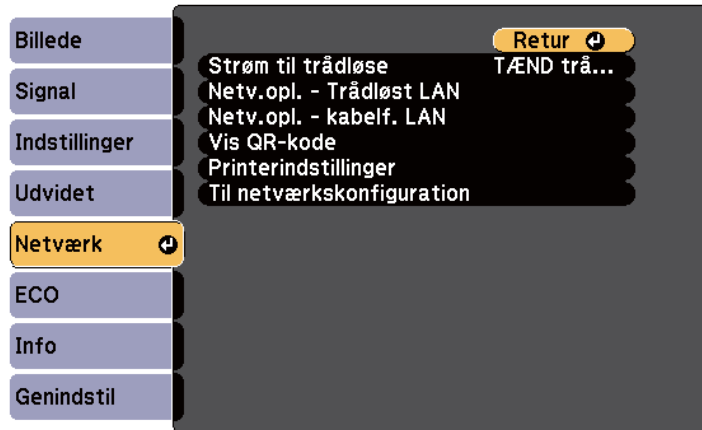 Billede
Signal
Indstillinger
Udvidet
Netværk
ECO
Info
Genindstil
Retur
Strøm til trådløse TÆND trå...
Netv.opl. - Trådløst LAN
Netv.opl. - kabelf. LAN
Vis QR-kode
Printerindstillinger
Til netværkskonfiguration